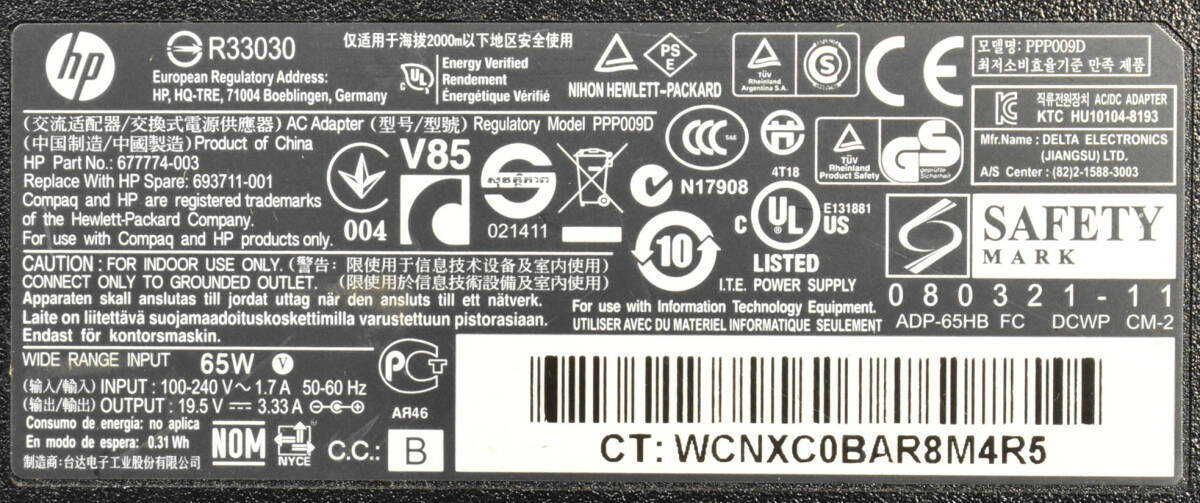 hp
R33030
European Regulatory Address:
HP, HQ-TRE, 71004 Boeblingen, Germany
仅适用于海拔2000m以下地区安全使用
UL
Energy Verified
Rendement
Énergétique Vérifié
PS
E
NIHON HEWLETT-PACKARD
TÜV
Rheinland
Argentina S.A.
S
CE
모델명: PPP009D
최저소비효율기준 만족 제품
직류전원장치 AC/DC ADAPTER
KTC HU10104-8193
Mfr.Name : DELTA ELECTRONICS
(JIANGSU) LTD.
A/S Center : (82)2-1588-3003
(交流适配器/交換式電源供應器) AC Adapter (型号/型號) Regulatory Model PPP009D
(中国制造/中國製造) Product of China
HP Part No.: 677774-003
Replace With HP Spare: 693711-001
Compaq and HP are registered trademarks
of the Hewlett-Packard Company.
For use with Compaq and HP products only.
004
V85
021411
CCC
S&E
N17908
10
4T18
TÜV
Rheinland
Product Safety
GS
geprüfte
Sicherheit
C UL US
E131881
LISTED
I.T.E. POWER SUPPLY
SAFETY
MARK
080321-11
ADP-65HB FC DCWP CM-2
CAUTION : FOR INDOOR USE ONLY. (警告: 限使用于信息技术设备及室内使用)
CONNECT ONLY TO GROUNDED OUTLET. (限使用於信息技術設備及室內使用)
Apparaten skall anslutas till jordat uttag när den ansluts till ett nätverk.
Laite on liitettävä suojamaadoituskoskettimilla varustettuun pistorasiaan.
Endast för kontorsmaskin.
For use with Information Technology Equipment.
UTILISER AVEC DU MATERIEL INFORMATIQUE SEULEMENT
WIDE RANGE INPUT 65W V
(输入/輸入) INPUT : 100-240 V～ 1.7 A 50-60 Hz
(输出/輸出) OUTPUT : 19.5 V ⎓ 3.33 A
Consumo de energia: no aplica
En modo de espera: 0.31 Wh
制造商: 台达电子工业股份有限公司
NOM
NYCE
C.C.: B
РСТ
АЯ46
CT: WCNXC0BAR8M4R5